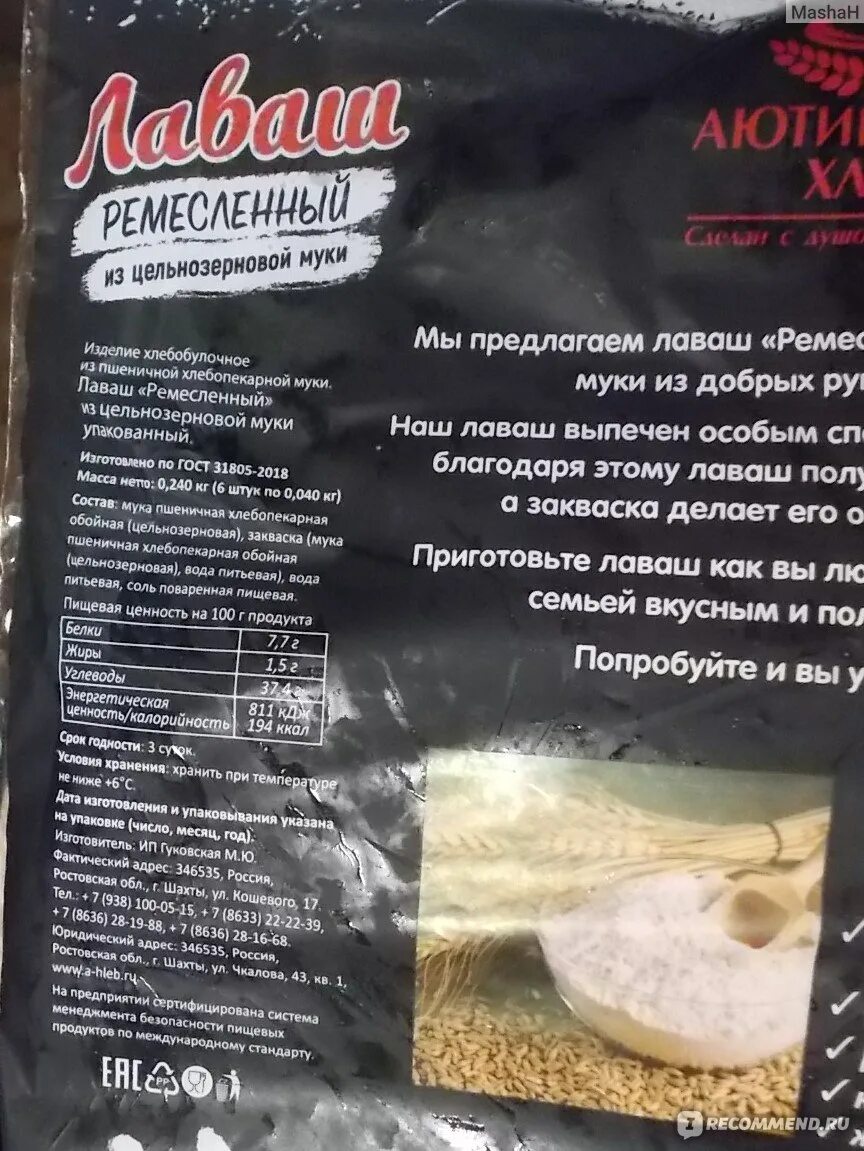 MashaH
Лаваш
РЕМЕСЛЕННЫЙ
из цельнозерновой муки
Изделие хлебобулочное
из пшеничной хлебопекарной муки.
Лаваш «Ремесленный»
из цельнозерновой муки
упакованный.
Изготовлено по ГОСТ 31805-2018
Масса нетто: 0,240 кг (6 штук по 0,040 кг)
Состав: мука пшеничная хлебопекарная
обойная (цельнозерновая), закваска (мука
пшеничная хлебопекарная обойная
(цельнозерновая), вода питьевая), вода
питьевая, соль поваренная пищевая.
Пищевая ценность на 100 г продукта
Белки 7,7 г
Жиры 1,5 г
Углеводы 37,4 г
Энергетическая 811 кДж
ценность/калорийность 194 ккал
Срок годности: 3 суток.
Условия хранения: хранить при температуре
не ниже +6°С.
Дата изготовления и упаковывания указана
на упаковке (число, месяц, год).
Изготовитель: ИП Гуковская М.Ю.
Фактический адрес: 346535, Россия,
Ростовская обл., г. Шахты, ул. Кошевого, 17.
Тел.: + 7 (938) 100-05-15, + 7 (8633) 22-22-39,
+ 7 (8636) 28-19-88, + 7 (8636) 28-16-68.
Юридический адрес: 346535, Россия,
Ростовская обл., г. Шахты, ул. Чкалова, 43, кв. 1,
www.a-hleb.ru
На предприятии сертифицирована система
менеджмента безопасности пищевых
продуктов по международному стандарту.
EAC PP
АЮТИ
ХЛ
Сделан с душо
Мы предлагаем лаваш «Ремес
муки из добрых ру
Наш лаваш выпечен особым сп
благодаря этому лаваш полу
а закваска делает его о
Приготовьте лаваш как вы лю
семьей вкусным и пол
Попробуйте и вы у
IRECOMMEND.RU